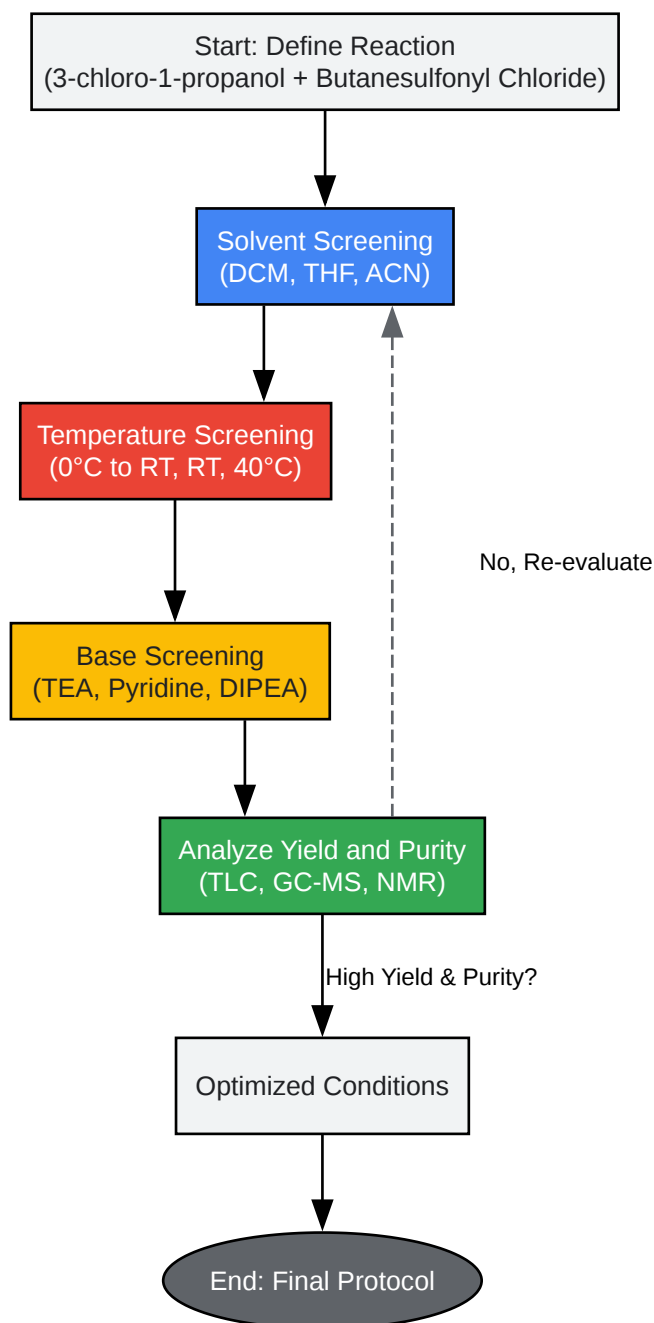 Start: Define Reaction
(3-chloro-1-propanol + Butanesulfonyl Chloride)
Solvent Screening
(DCM, THF, ACN)
Temperature Screening
(0°C to RT, RT, 40°C)
No, Re-evaluate
Base Screening
(TEA, Pyridine, DIPEA)
Analyze Yield and Purity
(TLC, GC-MS, NMR)
High Yield & Purity?
Optimized Conditions
End: Final Protocol